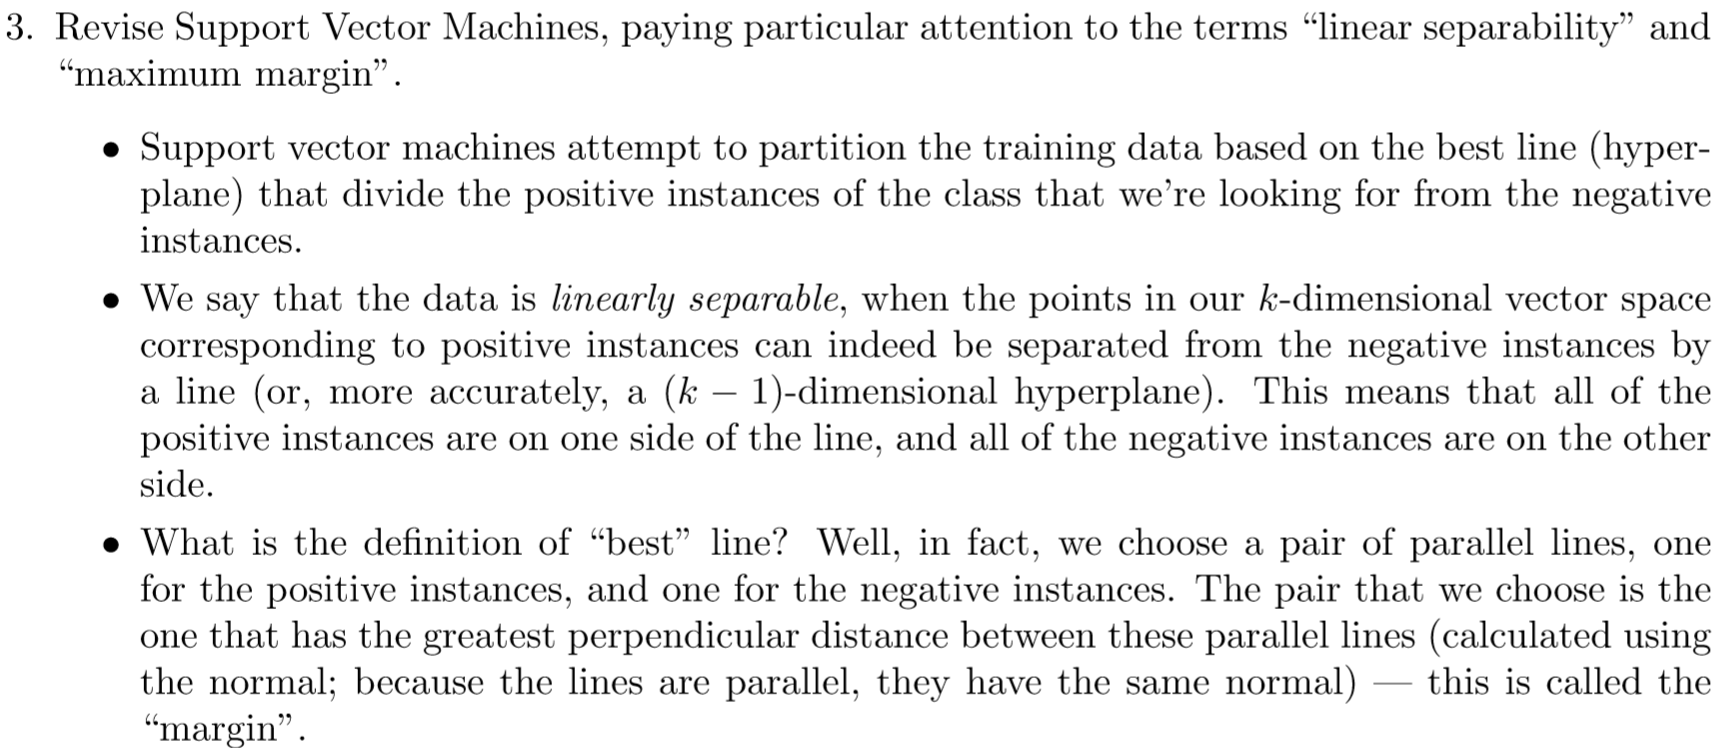 3. Revise Support Vector Machines, paying particular attention to the terms “linear separability” and
“maximum margin”.
• Support vector machines attempt to partition the training data based on the best line (hyper-
plane) that divide the positive instances of the class that we’re looking for from the negative
instances.
• We say that the data is linearly separable, when the points in our k-dimensional vector space
corresponding to positive instances can indeed be separated from the negative instances by
a line (or, more accurately, a (k − 1)-dimensional hyperplane). This means that all of the
positive instances are on one side of the line, and all of the negative instances are on the other
side.
• What is the definition of “best” line? Well, in fact, we choose a pair of parallel lines, one
for the positive instances, and one for the negative instances. The pair that we choose is the
one that has the greatest perpendicular distance between these parallel lines (calculated using
the normal; because the lines are parallel, they have the same normal) — this is called the
“margin”.